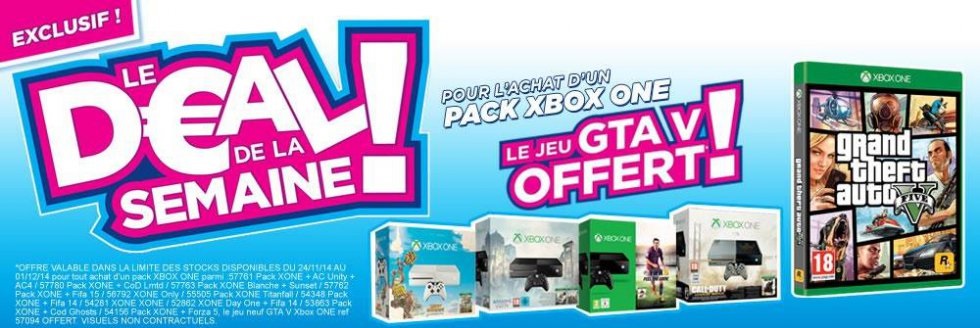 EXCLUSIF !
LE
D€AL!
DE LA
SEMAINE
POUR L'ACHAT D'UN
PACK XBOX ONE
LE JEU GTA V
OFFERT!
XBOX ONE
grand
theft
auto
FIVE
18
R
XBOX ONE
XBOX ONE
FIFA 15
XBOX ONE
CALL OF DUTY
*OFFRE VALABLE DANS LA LIMITE DES STOCKS DISPONIBLES DU 24/11/14 AU
01/12/14 pour tout achat d'un pack XBOX ONE parmi :57761 Pack XONE + AC Unity +
AC4 / 57780 Pack XONE + CoD Lmtd / 57763 Pack XONE Blanche + Sunset / 57762
Pack XONE + Fifa 15 / 56792 XONE Only / 55505 Pack XONE Titanfall / 54348 Pack
XONE + Fifa 14 / 54281 XONE XONE / 52862 XONE Day One + Fifa 14 / 53863 Pack
XONE + Cod Ghosts / 54156 Pack XONE + Forza 5, le jeu neuf GTA V Xbox ONE ref
57094 OFFERT VISUELS NON CONTRACTUELS.